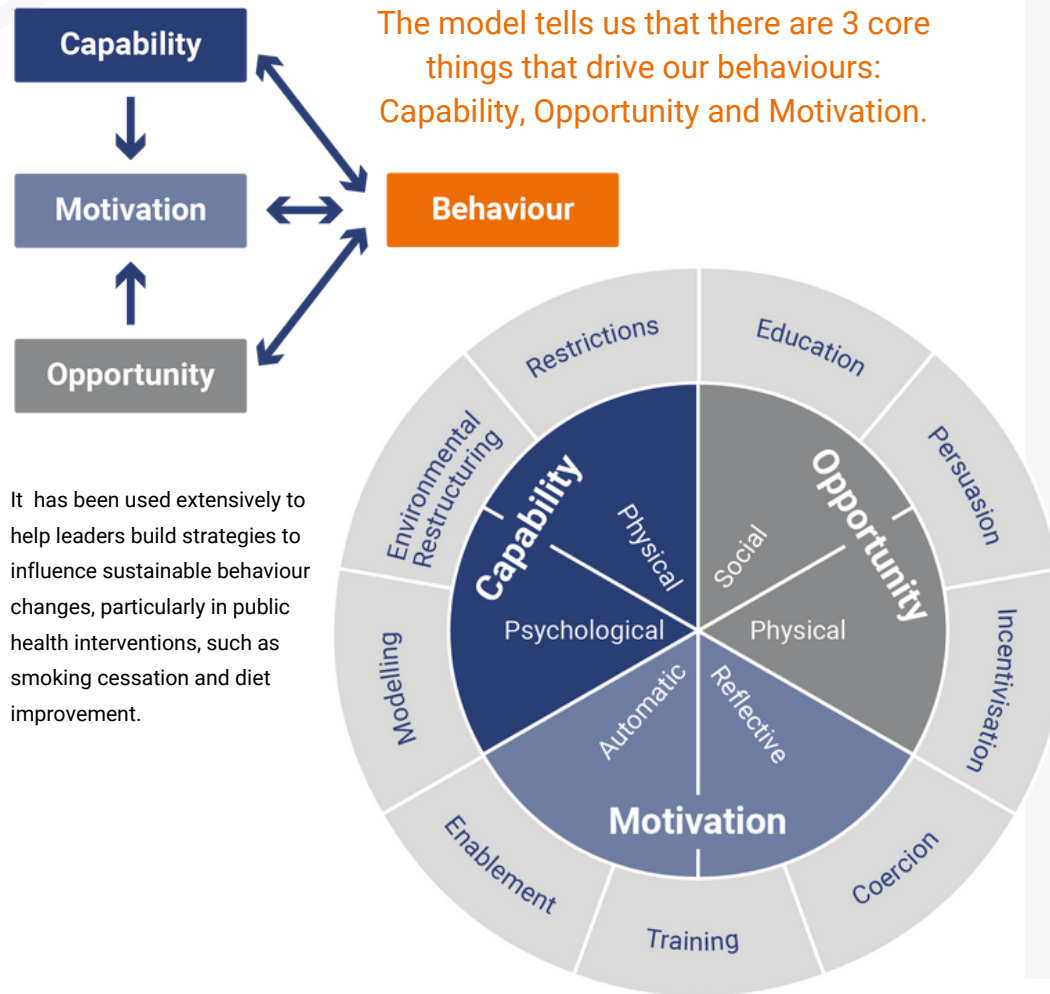 Capability
The model tells us that there are 3 core
things that drive our behaviours:
Capability, Opportunity and Motivation.
Motivation
Behaviour
Opportunity
It has been used extensively to
help leaders build strategies to
influence sustainable behaviour
changes, particularly in public
health interventions, such as
smoking cessation and diet
improvement.
Restrictions
Education
Persuasion
Incentivisation
Coercion
Training
Enablement
Modelling
Environmental
Restructuring
Capability
Physical
Psychological
Opportunity
Social
Physical
Automatic
Reflective
Motivation